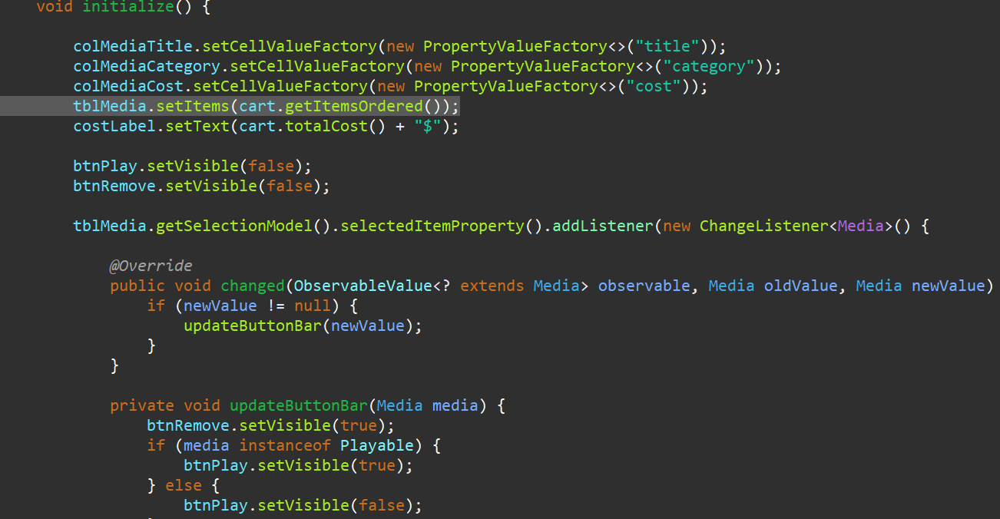 void initialize() {
colMediaTitle.setCellValueFactory(new PropertyValueFactory<>("title"));
colMediaCategory.setCellValueFactory(new PropertyValueFactory<>("category"));
colMediaCost.setCellValueFactory(new PropertyValueFactory<>("cost"));
tblMedia.setItems(cart.getItemsOrdered());
costLabel.setText(cart.totalCost() + "$");
btnPlay.setVisible(false);
btnRemove.setVisible(false);
tblMedia.getSelectionModel().selectedItemProperty().addListener(new ChangeListener<Media>() {
@Override
public void changed(ObservableValue<? extends Media> observable, Media oldValue, Media newValue)
if (newValue != null) {
updateButtonBar(newValue);
}
}
private void updateButtonBar(Media media) {
btnRemove.setVisible(true);
if (media instanceof Playable) {
btnPlay.setVisible(true);
} else {
btnPlay.setVisible(false);